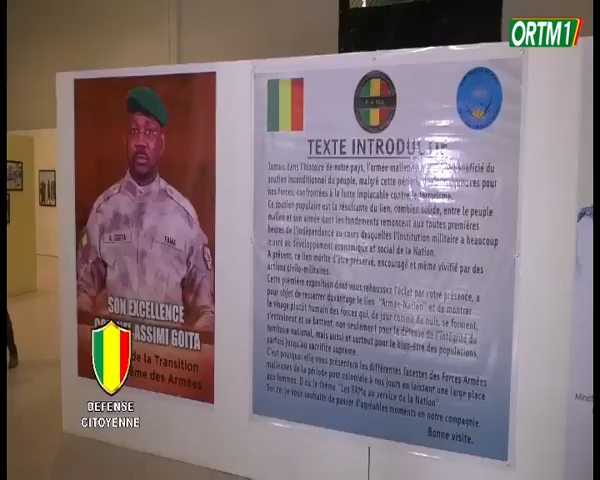 ORTM1
TEXTE INTRODUCTIF
Jamais dans l'histoire de notre pays, l'armée malienne
soutien inconditionnel du peuple, malgré cette pour
nos forces, confrontées à la lutte implacable contre le terrorisme.
Ce soutien populaire est la résultante du lien, combien solide, entre le peuple
malien et son armée dont les fondements remontent aux toutes premières
heures de l'indépendance au cours desquelles l'institution militaire a beaucoup
œuvré au développement économique et social de la Nation.
A présent, ce lien mérite d'être préservé, encouragé et même vivifié par des
actions civilo-militaires.
Cette première exposition dont vous rehaussez l'éclat par votre présence, a
pour objet de resserrer davantage le lien "Armée-Nation" et de montrer
le visage plutôt humain des forces qui, de jour comme de nuit, se forment,
s'entrainent et se battent, non seulement pour la défense de l'intégrité du
territoire national, mais aussi et surtout pour le bien-être des populations,
parfois jusqu'au sacrifice suprême.
C'est pourquoi elle vous présentera les différentes facettes des Forces Armées
maliennes de la période post coloniale à nos jours en laissant une large place
aux femmes. D'où le thème "Les FAMa au service de la Nation".
Sur ce, je vous souhaite de passer d'agréables moments en notre compagnie.
Bonne visite.
A. GOITA
FAMA
SON EXCELLENCE
ASSIMI GOITA
de la Transition
des Armées
DEFENSE
CITOYENNE